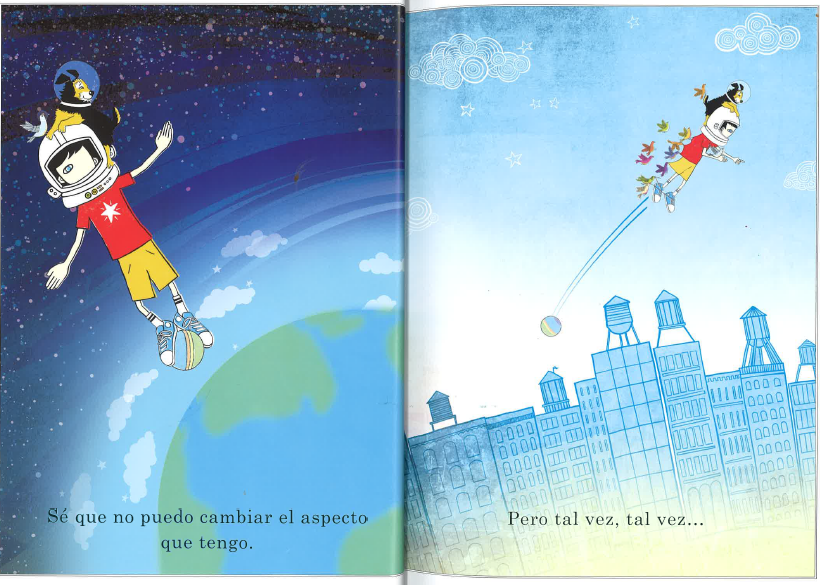 Sé que no puedo cambiar el aspecto
que tengo.
Pero tal vez, tal vez...